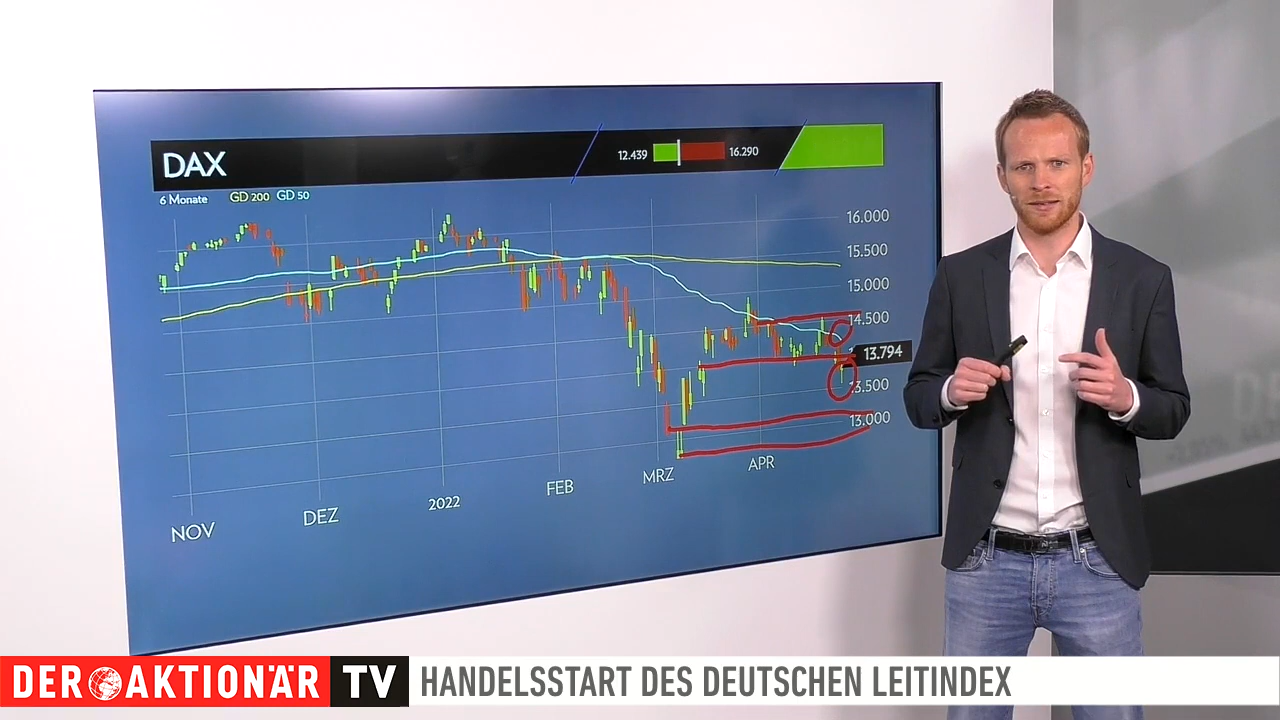 DAX
12.439
16.290
6 Monate GD 200 GD 50
16.000
15.500
15.000
14.500
13.794
13.500
13.000
NOV
DEZ
2022
FEB
MRZ
APR
DER AKTIONÄR TV
HANDELSSTART DES DEUTSCHEN LEITINDEX